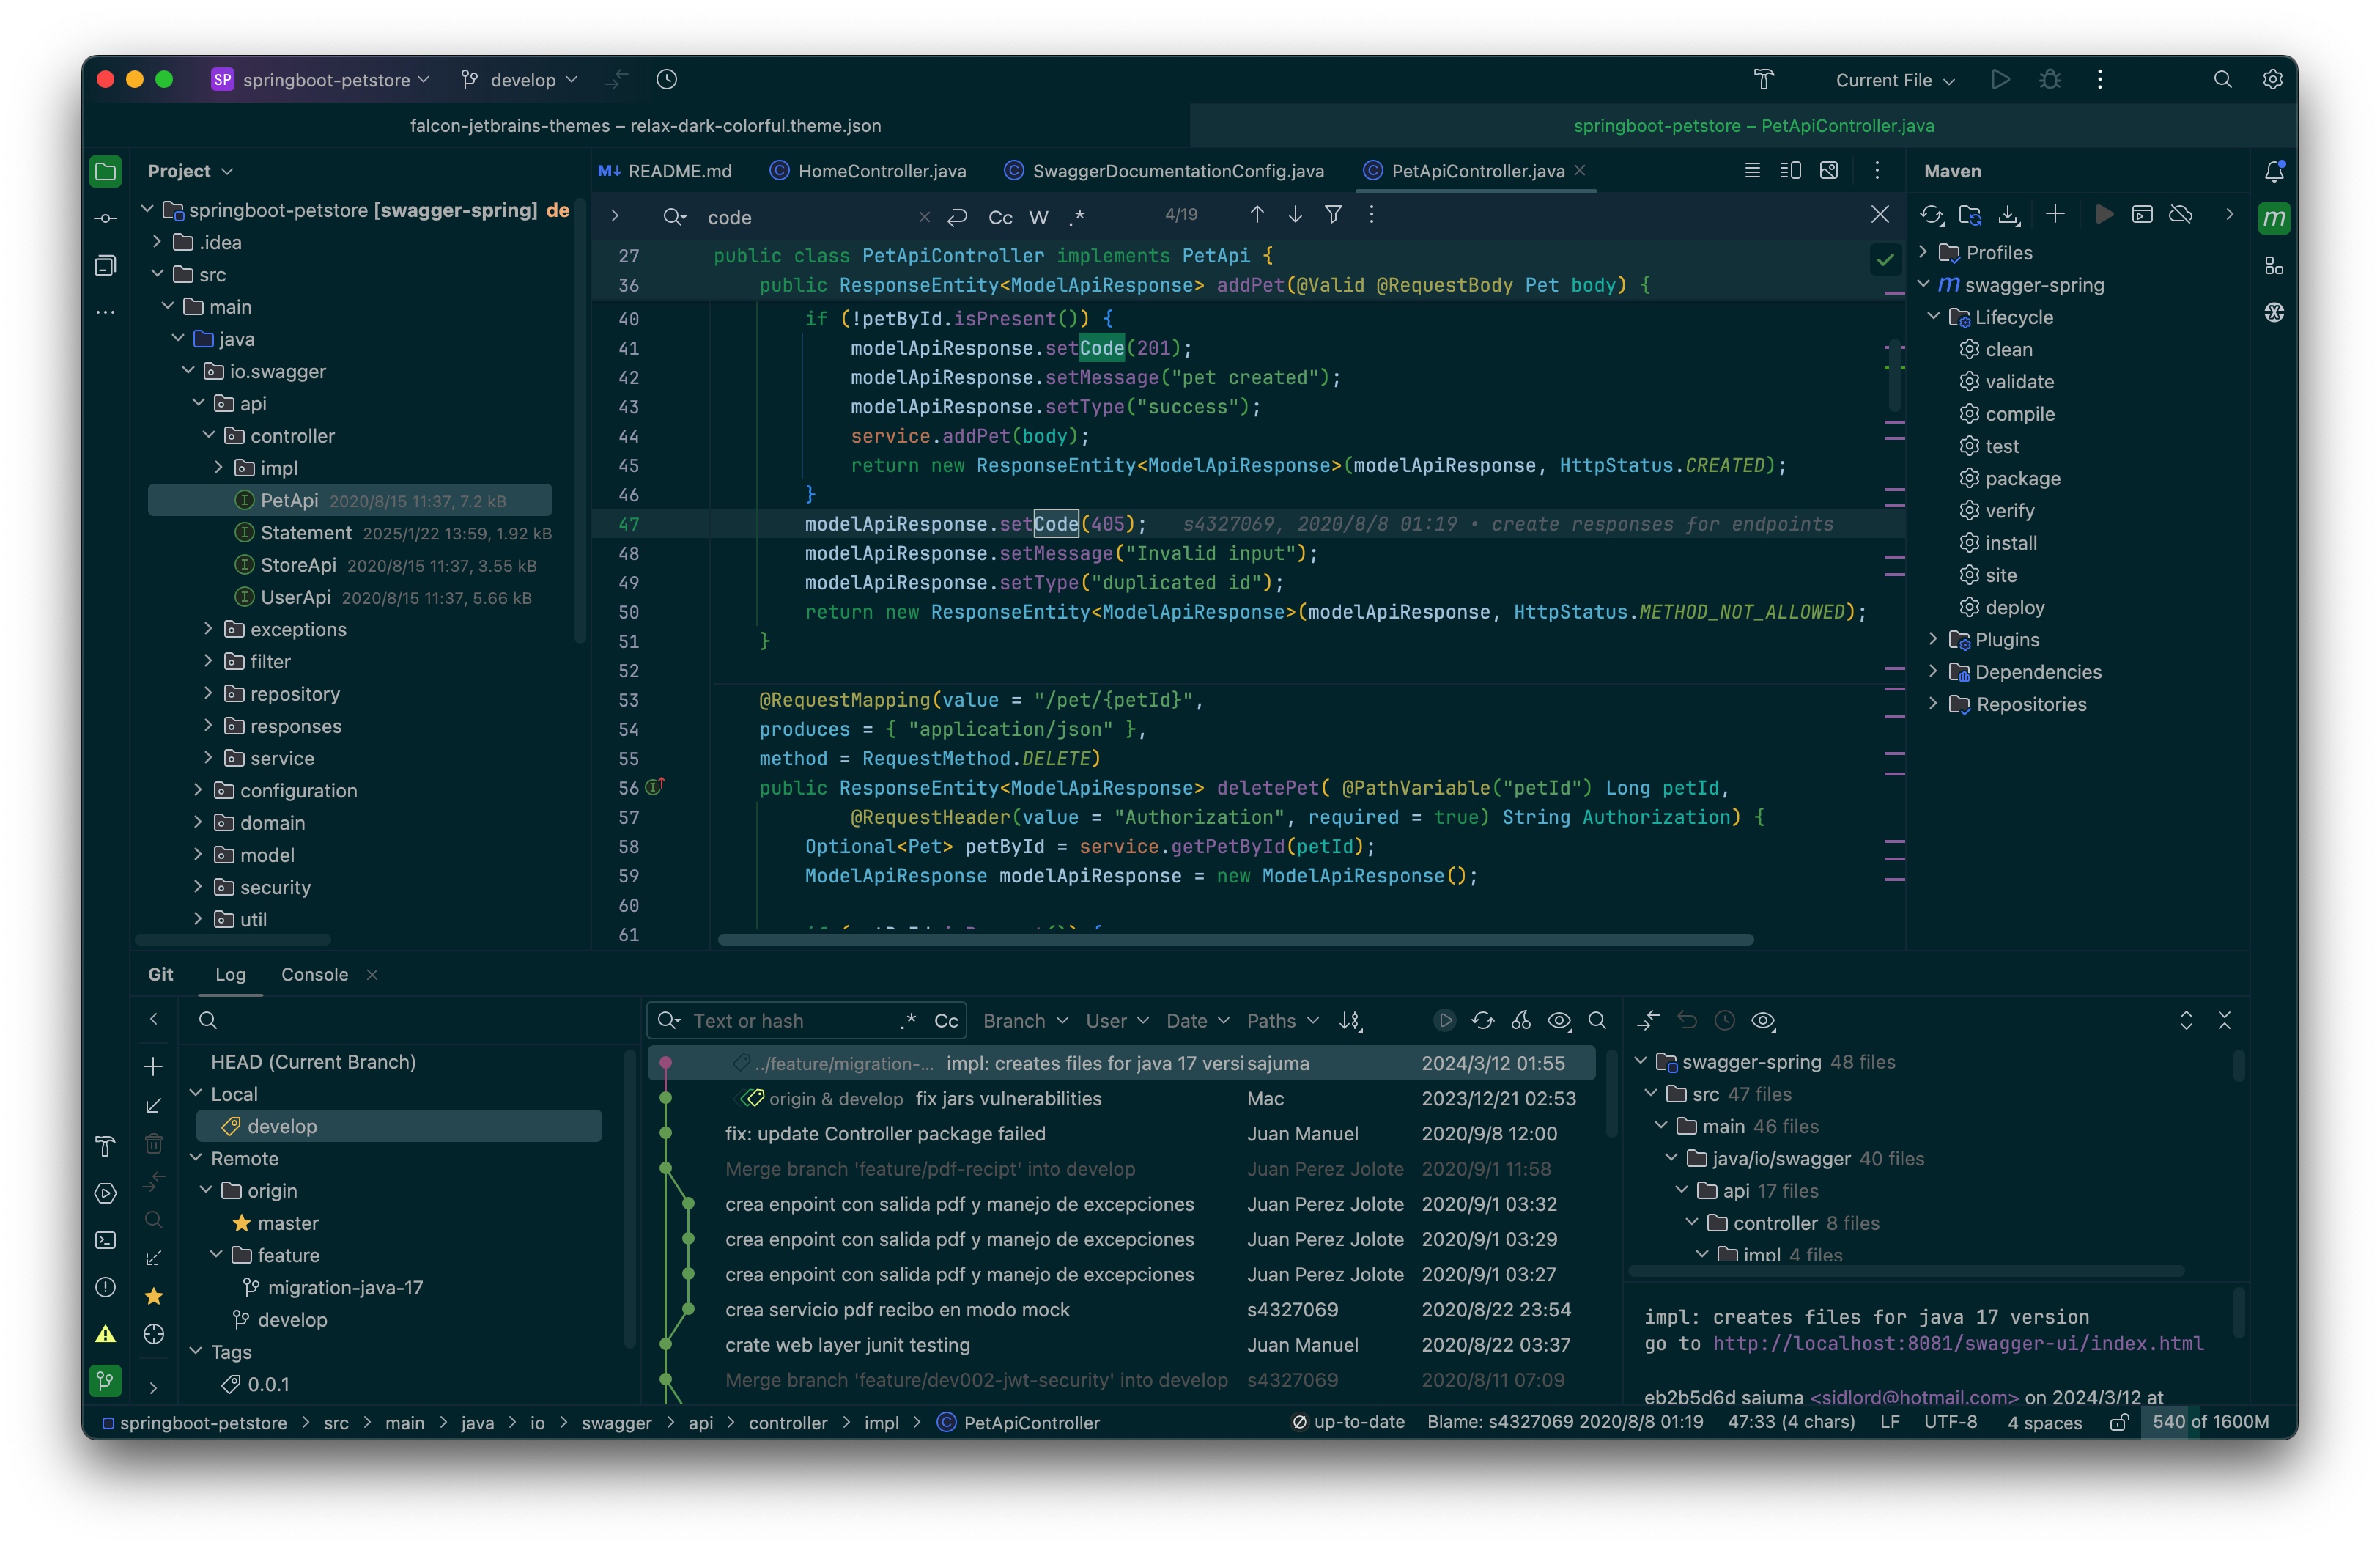 SP springboot-petstore develop Current File
falcon-jetbrains-themes – relax-dark-colorful.theme.json springboot-petstore – PetApiController.java
Project
springboot-petstore [swagger-spring] de
.idea
src
main
java
io.swagger
api
controller
impl
PetApi 2020/8/15 11:37, 7.2 kB
Statement 2025/1/22 13:59, 1.92 kB
StoreApi 2020/8/15 11:37, 3.55 kB
UserApi 2020/8/15 11:37, 5.66 kB
exceptions
filter
repository
responses
service
configuration
domain
model
security
util
M↓ README.md HomeController.java SwaggerDocumentationConfig.java PetApiController.java
code Cc W .* 4/19
27 public class PetApiController implements PetApi {
36 public ResponseEntity<ModelApiResponse> addPet(@Valid @RequestBody Pet body) {
40 if (!petById.isPresent()) {
41 modelApiResponse.setCode(201);
42 modelApiResponse.setMessage("pet created");
43 modelApiResponse.setType("success");
44 service.addPet(body);
45 return new ResponseEntity<ModelApiResponse>(modelApiResponse, HttpStatus.CREATED);
46 }
47 modelApiResponse.setCode(405); s4327069, 2020/8/8 01:19 • create responses for endpoints
48 modelApiResponse.setMessage("Invalid input");
49 modelApiResponse.setType("duplicated id");
50 return new ResponseEntity<ModelApiResponse>(modelApiResponse, HttpStatus.METHOD_NOT_ALLOWED);
51 }
52
53 @RequestMapping(value = "/pet/{petId}",
54 produces = { "application/json" },
55 method = RequestMethod.DELETE)
56 public ResponseEntity<ModelApiResponse> deletePet( @PathVariable("petId") Long petId,
57 @RequestHeader(value = "Authorization", required = true) String Authorization) {
58 Optional<Pet> petById = service.getPetById(petId);
59 ModelApiResponse modelApiResponse = new ModelApiResponse();
60
61
Maven
Profiles
m swagger-spring
Lifecycle
clean
validate
compile
test
package
verify
install
site
deploy
Plugins
Dependencies
Repositories
m
Git Log Console
HEAD (Current Branch)
Local
develop
Remote
origin
master
feature
migration-java-17
develop
Tags
0.0.1
Text or hash .* Cc Branch User Date Paths
../feature/migration-... impl: creates files for java 17 versi sajuma 2024/3/12 01:55
origin & develop fix jars vulnerabilities Mac 2023/12/21 02:53
fix: update Controller package failed Juan Manuel 2020/9/8 12:00
Merge branch 'feature/pdf-recipt' into develop Juan Perez Jolote 2020/9/1 11:58
crea enpoint con salida pdf y manejo de excepciones Juan Perez Jolote 2020/9/1 03:32
crea enpoint con salida pdf y manejo de excepciones Juan Perez Jolote 2020/9/1 03:29
crea enpoint con salida pdf y manejo de excepciones Juan Perez Jolote 2020/9/1 03:27
crea servicio pdf recibo en modo mock s4327069 2020/8/22 23:54
crate web layer junit testing Juan Manuel 2020/8/22 03:37
Merge branch 'feature/dev002-jwt-security' into develop s4327069 2020/8/11 07:09
swagger-spring 48 files
src 47 files
main 46 files
java/io/swagger 40 files
api 17 files
controller 8 files
impl 4 files
impl: creates files for java 17 version
go to http://localhost:8081/swagger-ui/index.html
eb2b5d6d sajuma <sidlord@hotmail.com> on 2024/3/12 at
springboot-petstore > src > main > java > io > swagger > api > controller > impl > PetApiController up-to-date Blame: s4327069 2020/8/8 01:19 47:33 (4 chars) LF UTF-8 4 spaces 540 of 1600M